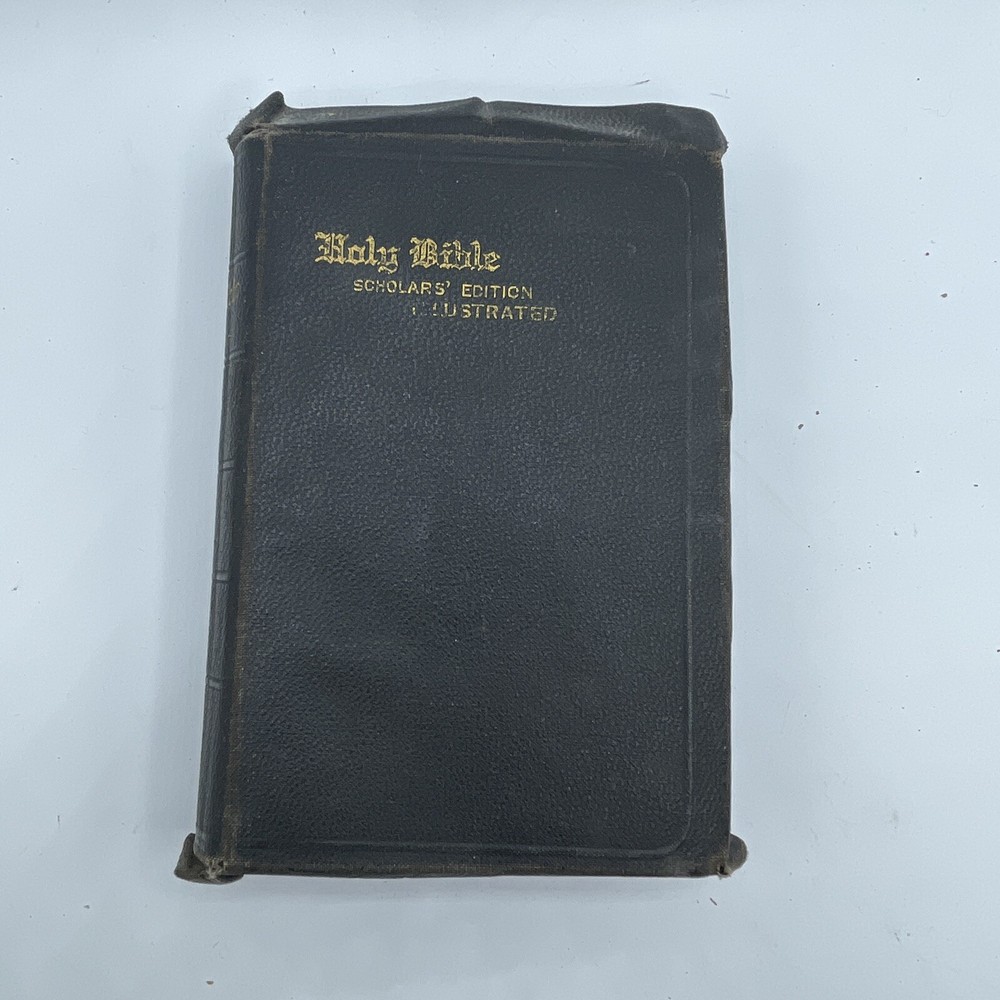 Holy Bible
SCHOLARS' EDITION
ILLUSTRATED